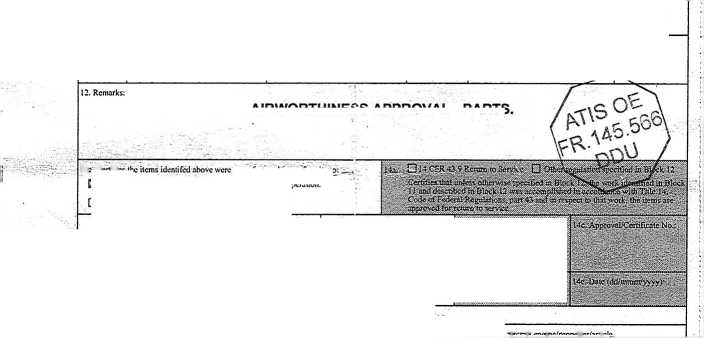 12. Remarks:
AIRWORTHINESS APPROVAL PARTS.
ATIS OE
FR.145.566
DDU
the items identifed above were
14a. 14 CFR 43.9 Return to Service Other regulation specified in Block 12
Certifies that unless otherwise specified in Block 12, the work identified in Block
11 and described in Block 12 was accomplished in accordance with Title 14,
Code of Federal Regulations, part 43 and in respect to that work, the items are
approved for return to service.
14c. Approval/Certificate No.:
14e. Date (dd/mmm/yyyy):